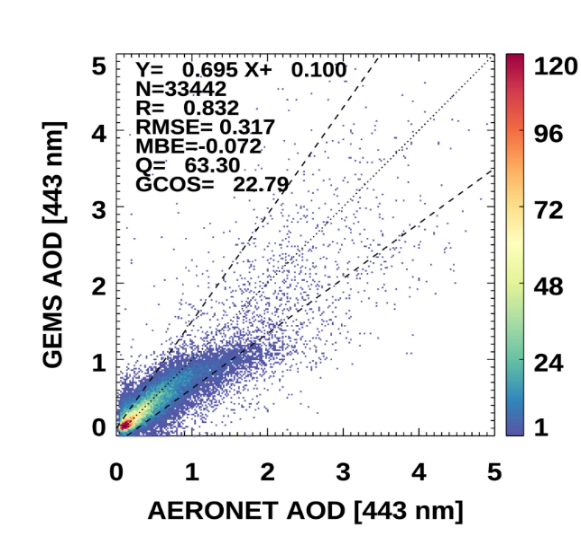 Y= 0.695 X+ 0.100
N=33442
R= 0.832
RMSE= 0.317
MBE=-0.072
Q= 63.30
GCOS= 22.79
GEMS AOD [443 nm]
5
4
3
2
1
0
0 1 2 3 4 5
AERONET AOD [443 nm]
120
96
72
48
24
1